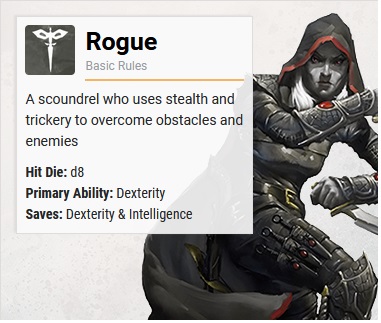 Rogue
Basic Rules
A scoundrel who uses stealth and
trickery to overcome obstacles and
enemies
Hit Die: d8
Primary Ability: Dexterity
Saves: Dexterity & Intelligence